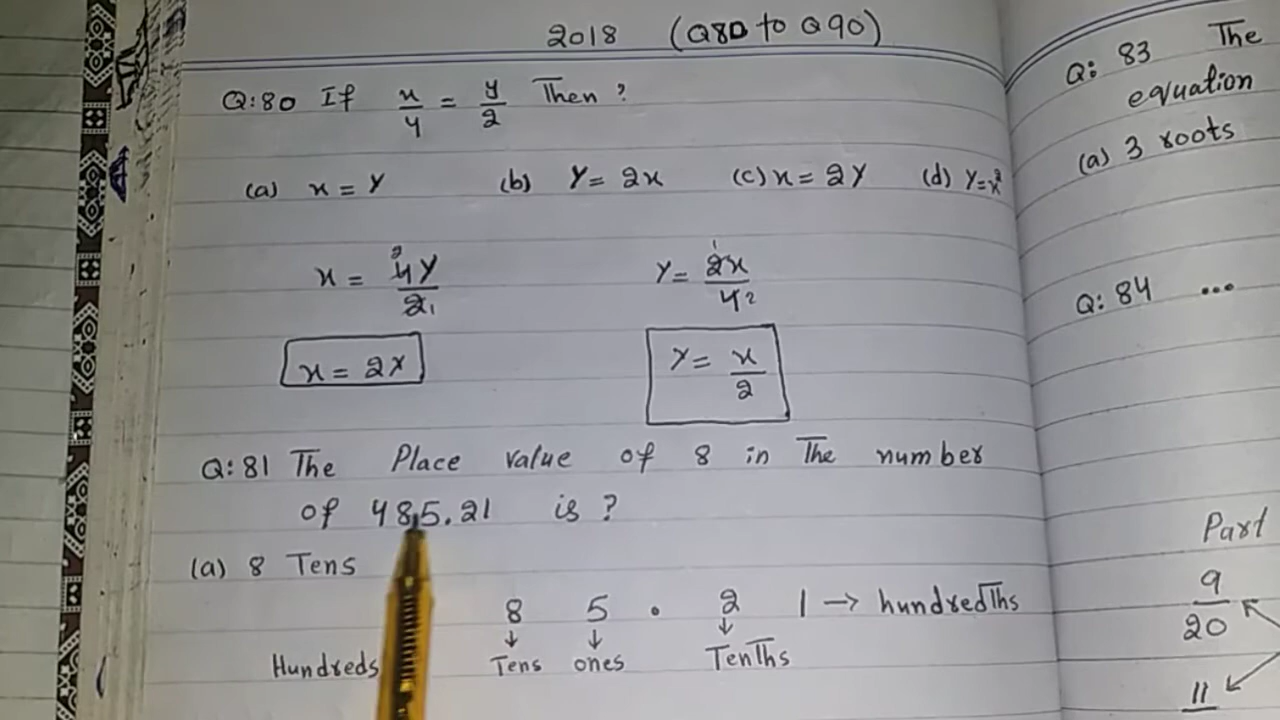 2018 (Q80 to Q90)
Q:80 If x/4 = y/2 Then ?
(a) x = y (b) y = 2x (c) x = 2y (d) y = x²
x = 4y/2 y = 2x/4
x = 2y y = x/2
Q:81 The Place value of 8 in The number
of 485.21 is ?
(a) 8 Tens
8 5 . 2 1 → hundredths
Hundreds Tens ones Tenths
Q: 83 The
equation
(a) 3 roots
Q: 84 ...
Part
9/20
11